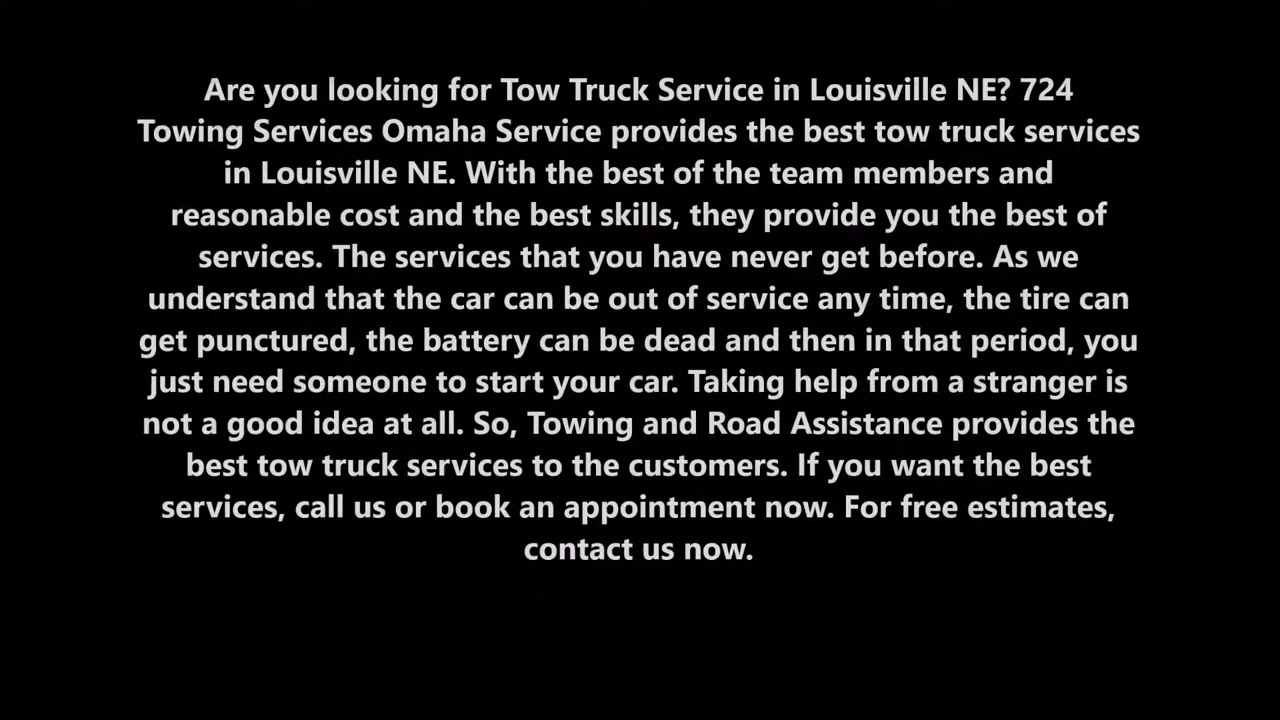 Are you looking for Tow Truck Service in Louisville NE? 724
Towing Services Omaha Service provides the best tow truck services
in Louisville NE. With the best of the team members and
reasonable cost and the best skills, they provide you the best of
services. The services that you have never get before. As we
understand that the car can be out of service any time, the tire can
get punctured, the battery can be dead and then in that period, you
just need someone to start your car. Taking help from a stranger is
not a good idea at all. So, Towing and Road Assistance provides the
best tow truck services to the customers. If you want the best
services, call us or book an appointment now. For free estimates,
contact us now.